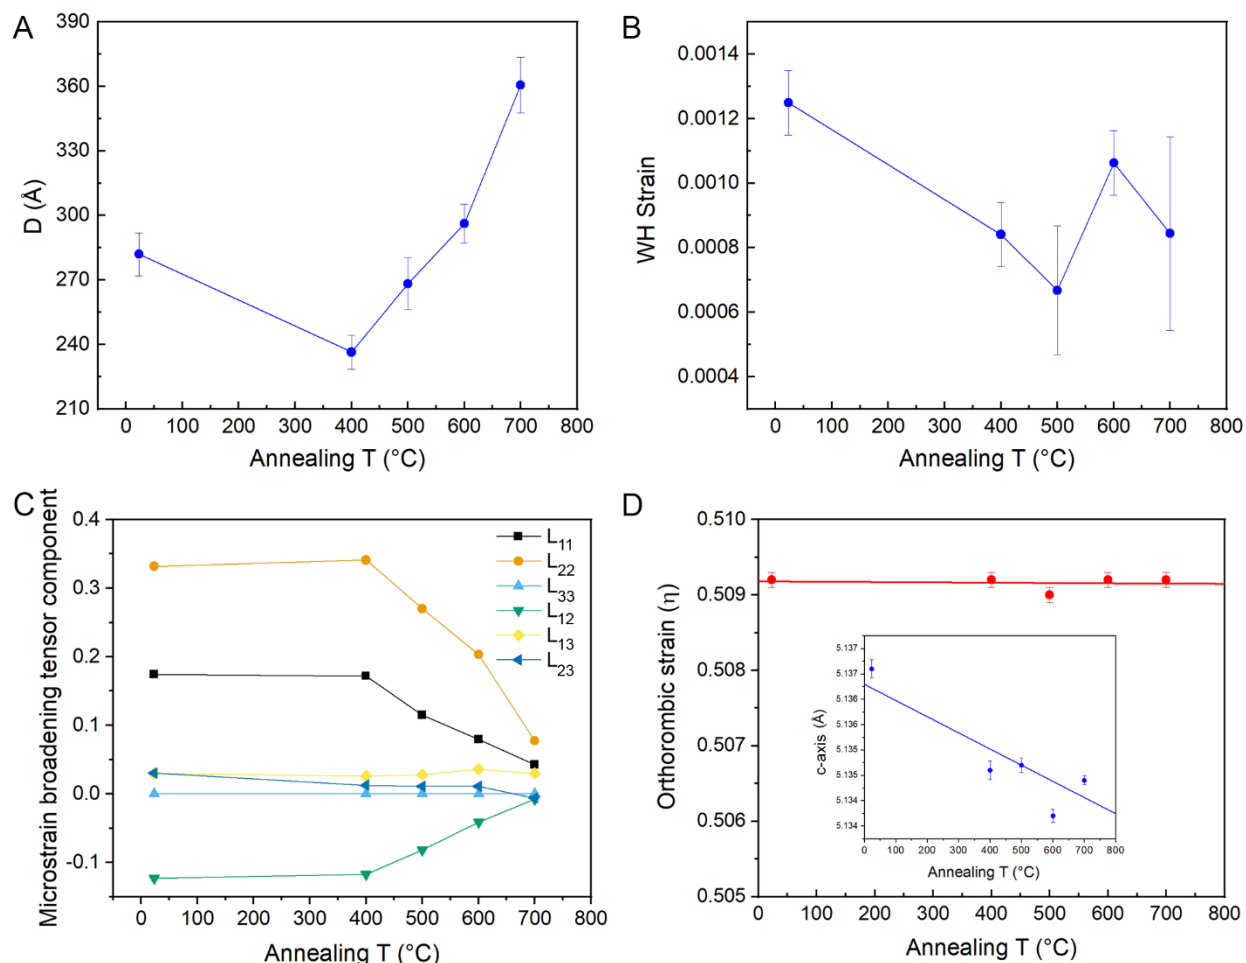 A
390
360
330
300
270
240
210
D (Å)
0 100 200 300 400 500 600 700 800
Annealing T (°C)
B
0.0014
0.0012
0.0010
0.0008
0.0006
0.0004
WH Strain
0 100 200 300 400 500 600 700 800
Annealing T (°C)
C
0.4
0.3
0.2
0.1
0.0
-0.1
Microstrain broadening tensor component
L11
L22
L33
L12
L13
L23
0 100 200 300 400 500 600 700 800
Annealing T (°C)
D
0.510
0.509
0.508
0.507
0.506
0.505
Orthorombic strain (η)
5.137
5.137
5.136
5.136
5.135
5.135
5.134
5.134
c-axis (Å)
0 100 200 300 400 500 600 700 800
Annealing T (°C)
0 100 200 300 400 500 600 700 800
Annealing T (°C)